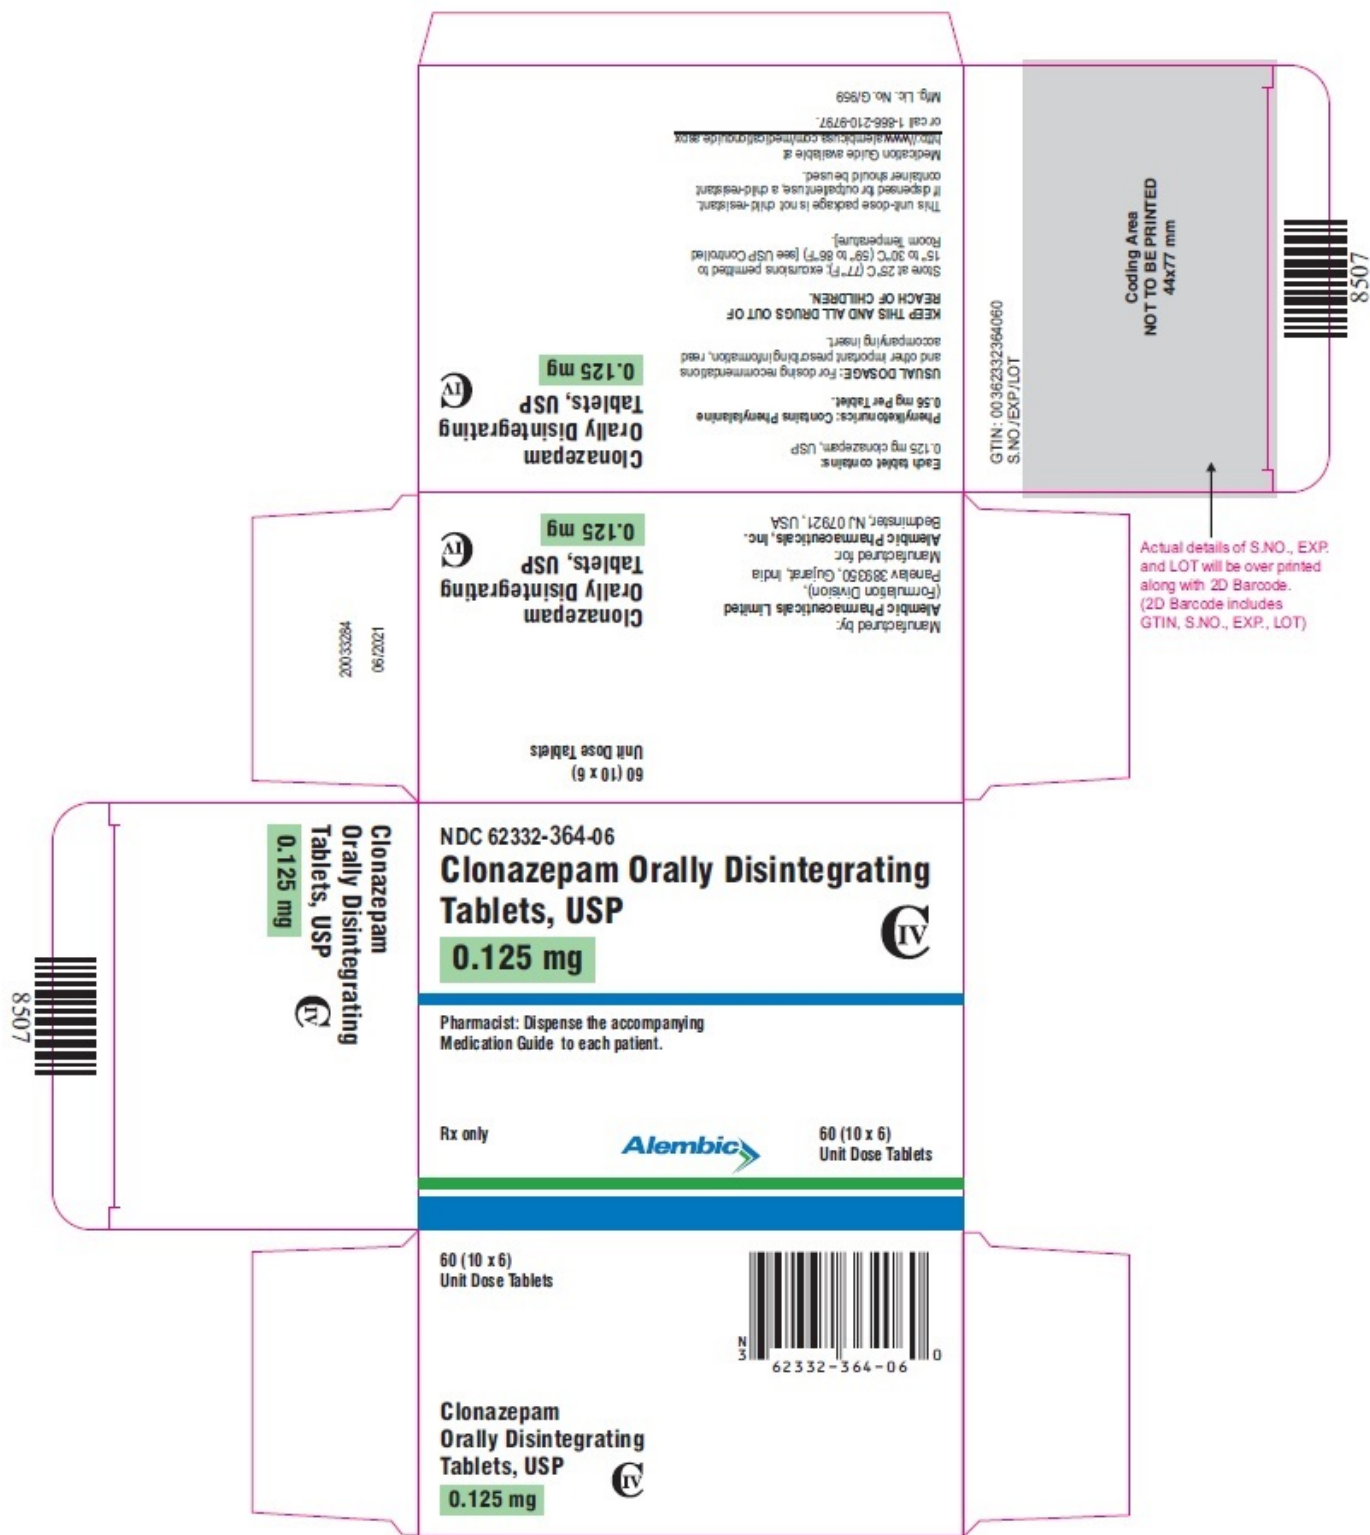 Mfg. Lic. No. G/959
or call 1-866-210-9797.
http://www.alembicusa.com/medicationguide.aspx
Medication Guide available at
container should be used.
If dispensed for outpatient use, a child-resistant
This unit-dose package is not child-resistant.
Room Temperature].
15° to 30°C (59° to 86°F) [see USP Controlled
Store at 25°C (77°F); excursions permitted to
REACH OF CHILDREN.
KEEP THIS AND ALL DRUGS OUT OF
accompanying insert.
and other important prescribing information, read
USUAL DOSAGE: For dosing recommendations
0.56 mg Per Tablet.
Phenylketonurics: Contains Phenylalanine
0.125 mg clonazepam, USP
Each tablet contains:
0.125 mg
Tablets, USP
CIV
Orally Disintegrating
Clonazepam
Coding Area
NOT TO BE PRINTED
44x77 mm
GTIN: 00362332364060
S.NO./EXP./LOT
8507
Actual details of S.NO., EXP.
and LOT will be over printed
along with 2D Barcode.
(2D Barcode includes
GTIN, S.NO., EXP., LOT)
Bedminster, NJ 07921, USA
Alembic Pharmaceuticals, Inc.
Manufactured for:
Panelav 389350, Gujarat, India
(Formulation Division),
Alembic Pharmaceuticals Limited
Manufactured by:
0.125 mg
Tablets, USP
CIV
Orally Disintegrating
Clonazepam
Unit Dose Tablets
60 (10 x 6)
20033284
06/2021
Clonazepam
Orally Disintegrating
Tablets, USP
CIV
0.125 mg
8507
NDC 62332-364-06
Clonazepam Orally Disintegrating
Tablets, USP
CIV
0.125 mg
Pharmacist: Dispense the accompanying
Medication Guide to each patient.
Rx only
Alembic
60 (10 x 6)
Unit Dose Tablets
60 (10 x 6)
Unit Dose Tablets
N
3 62332-364-06 0
Clonazepam
Orally Disintegrating
Tablets, USP
CIV
0.125 mg